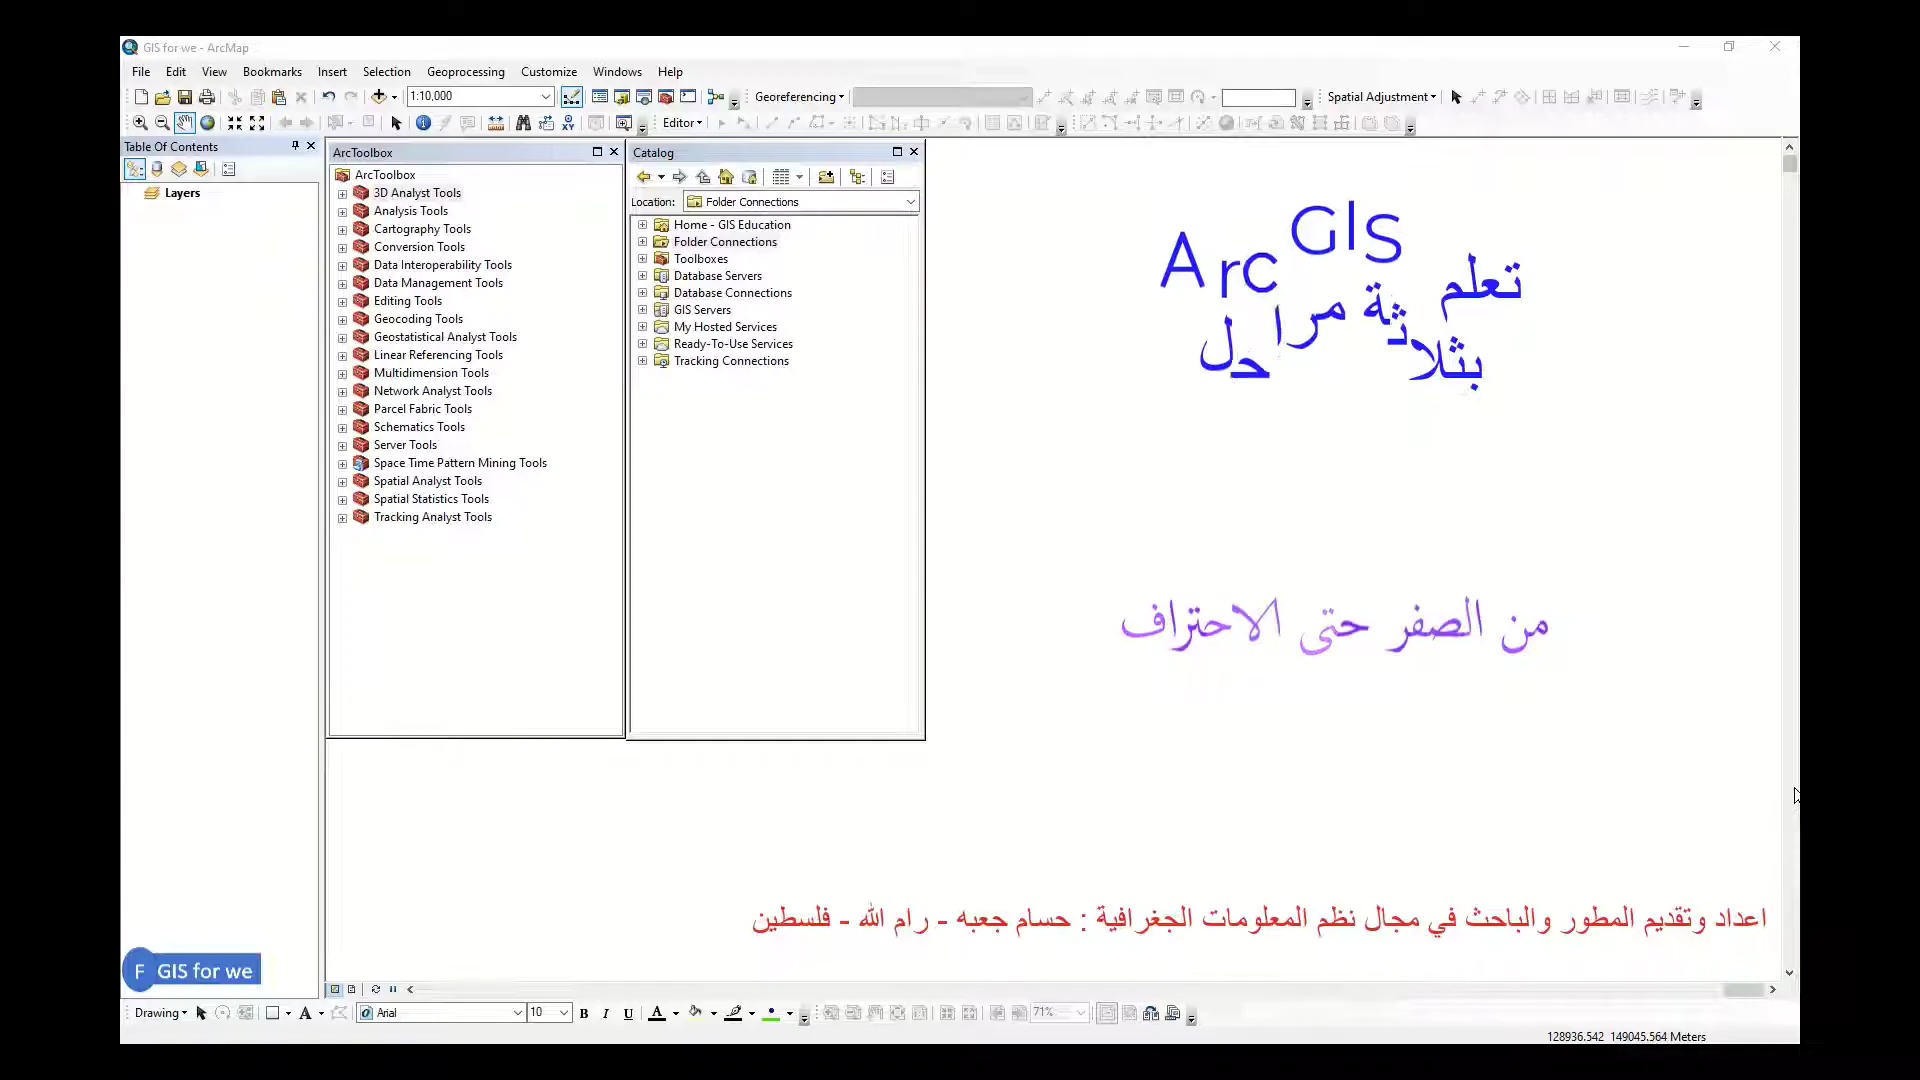 GIS for we - ArcMap
File Edit View Bookmarks Insert Selection Geoprocessing Customize Windows Help
1:10,000 Georeferencing Spatial Adjustment
Editor
Table Of Contents
Layers
ArcToolbox
ArcToolbox
3D Analyst Tools
Analysis Tools
Cartography Tools
Conversion Tools
Data Interoperability Tools
Data Management Tools
Editing Tools
Geocoding Tools
Geostatistical Analyst Tools
Linear Referencing Tools
Multidimension Tools
Network Analyst Tools
Parcel Fabric Tools
Schematics Tools
Server Tools
Space Time Pattern Mining Tools
Spatial Analyst Tools
Spatial Statistics Tools
Tracking Analyst Tools
Catalog
Location: Folder Connections
Home - GIS Education
Folder Connections
Toolboxes
Database Servers
Database Connections
GIS Servers
My Hosted Services
Ready-To-Use Services
Tracking Connections
تعلم ArcGIS
بثلاثة مراحل
من الصفر حتى الاحتراف
اعداد وتقديم المطور والباحث في مجال نظم المعلومات الجغرافية : حسام جعبه - رام الله - فلسطين
F GIS for we
Drawing A Arial 10 B I U A 71%
128936.542 149045.564 Meters